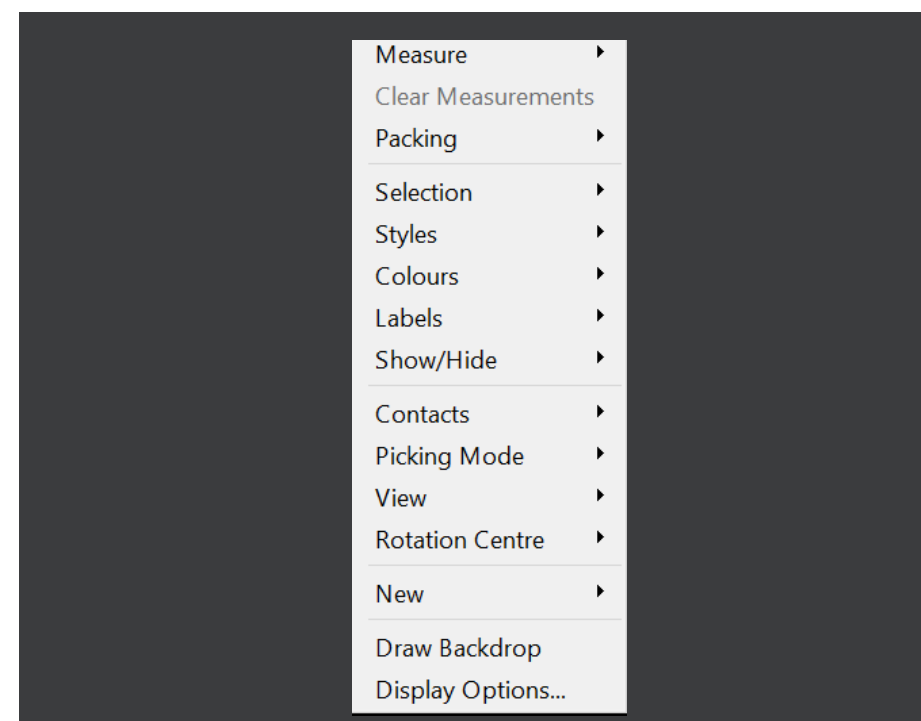 Measure
Clear Measurements
Packing
Selection
Styles
Colours
Labels
Show/Hide
Contacts
Picking Mode
View
Rotation Centre
New
Draw Backdrop
Display Options...